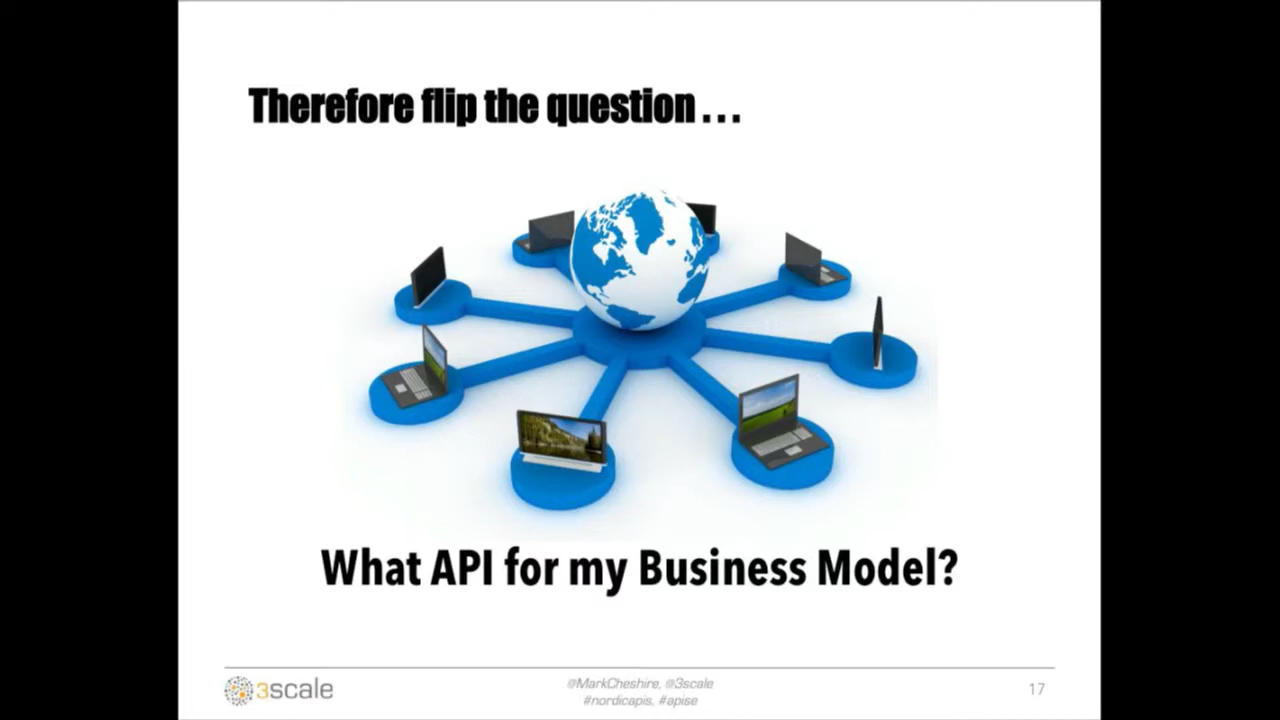 Therefore flip the question . . .
What API for my Business Model?
3scale
@MarkCheshire, @3scale
#nordicapis, #apise
17